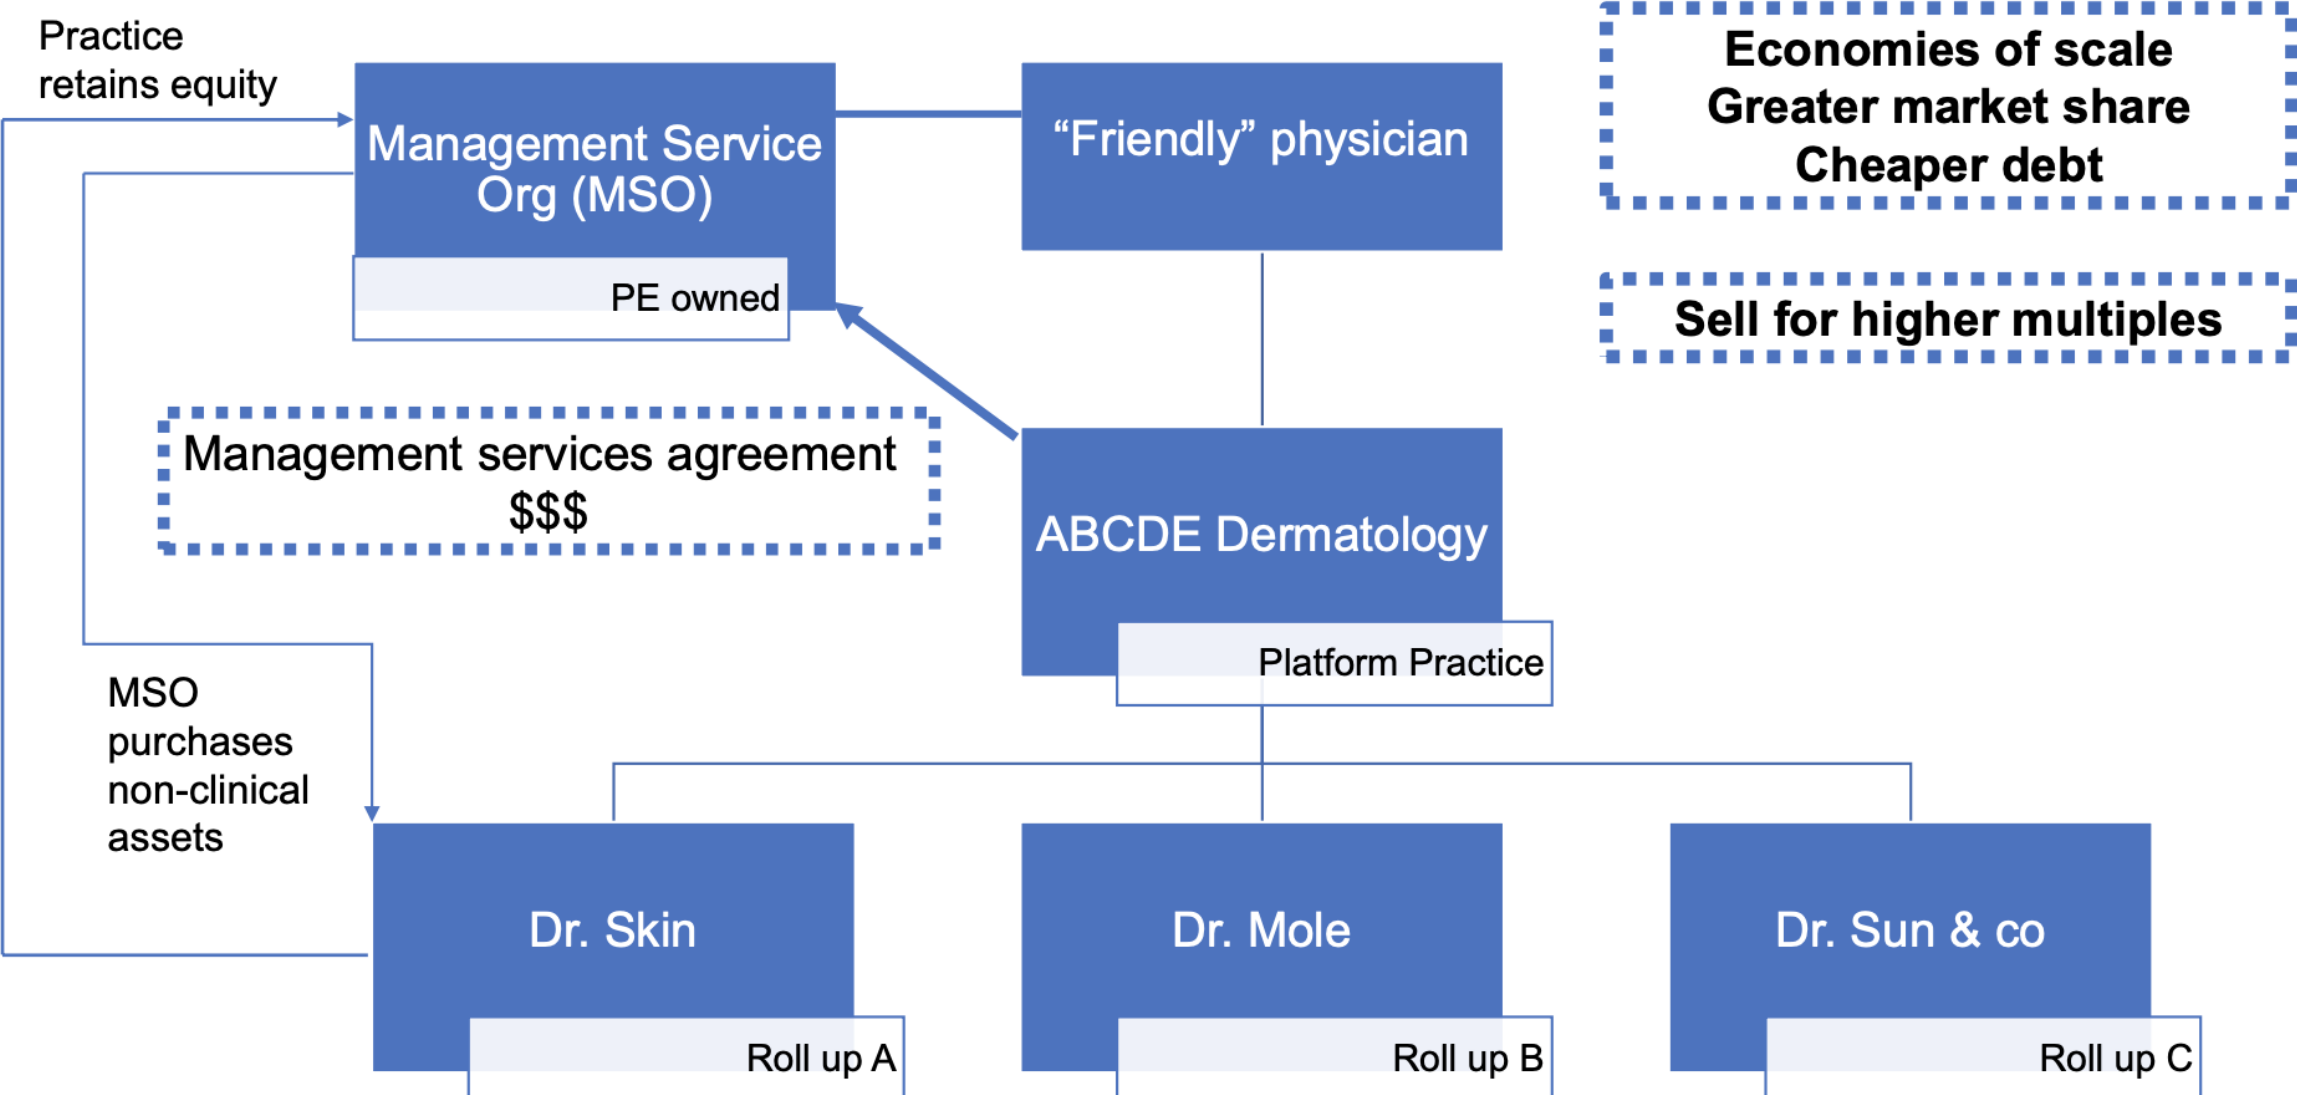 Practice
retains equity
Management Service
Org (MSO)
PE owned
“Friendly” physician
Economies of scale
Greater market share
Cheaper debt
Sell for higher multiples
Management services agreement
$$$
ABCDE Dermatology
Platform Practice
MSO
purchases
non-clinical
assets
Dr. Skin
Roll up A
Dr. Mole
Roll up B
Dr. Sun & co
Roll up C